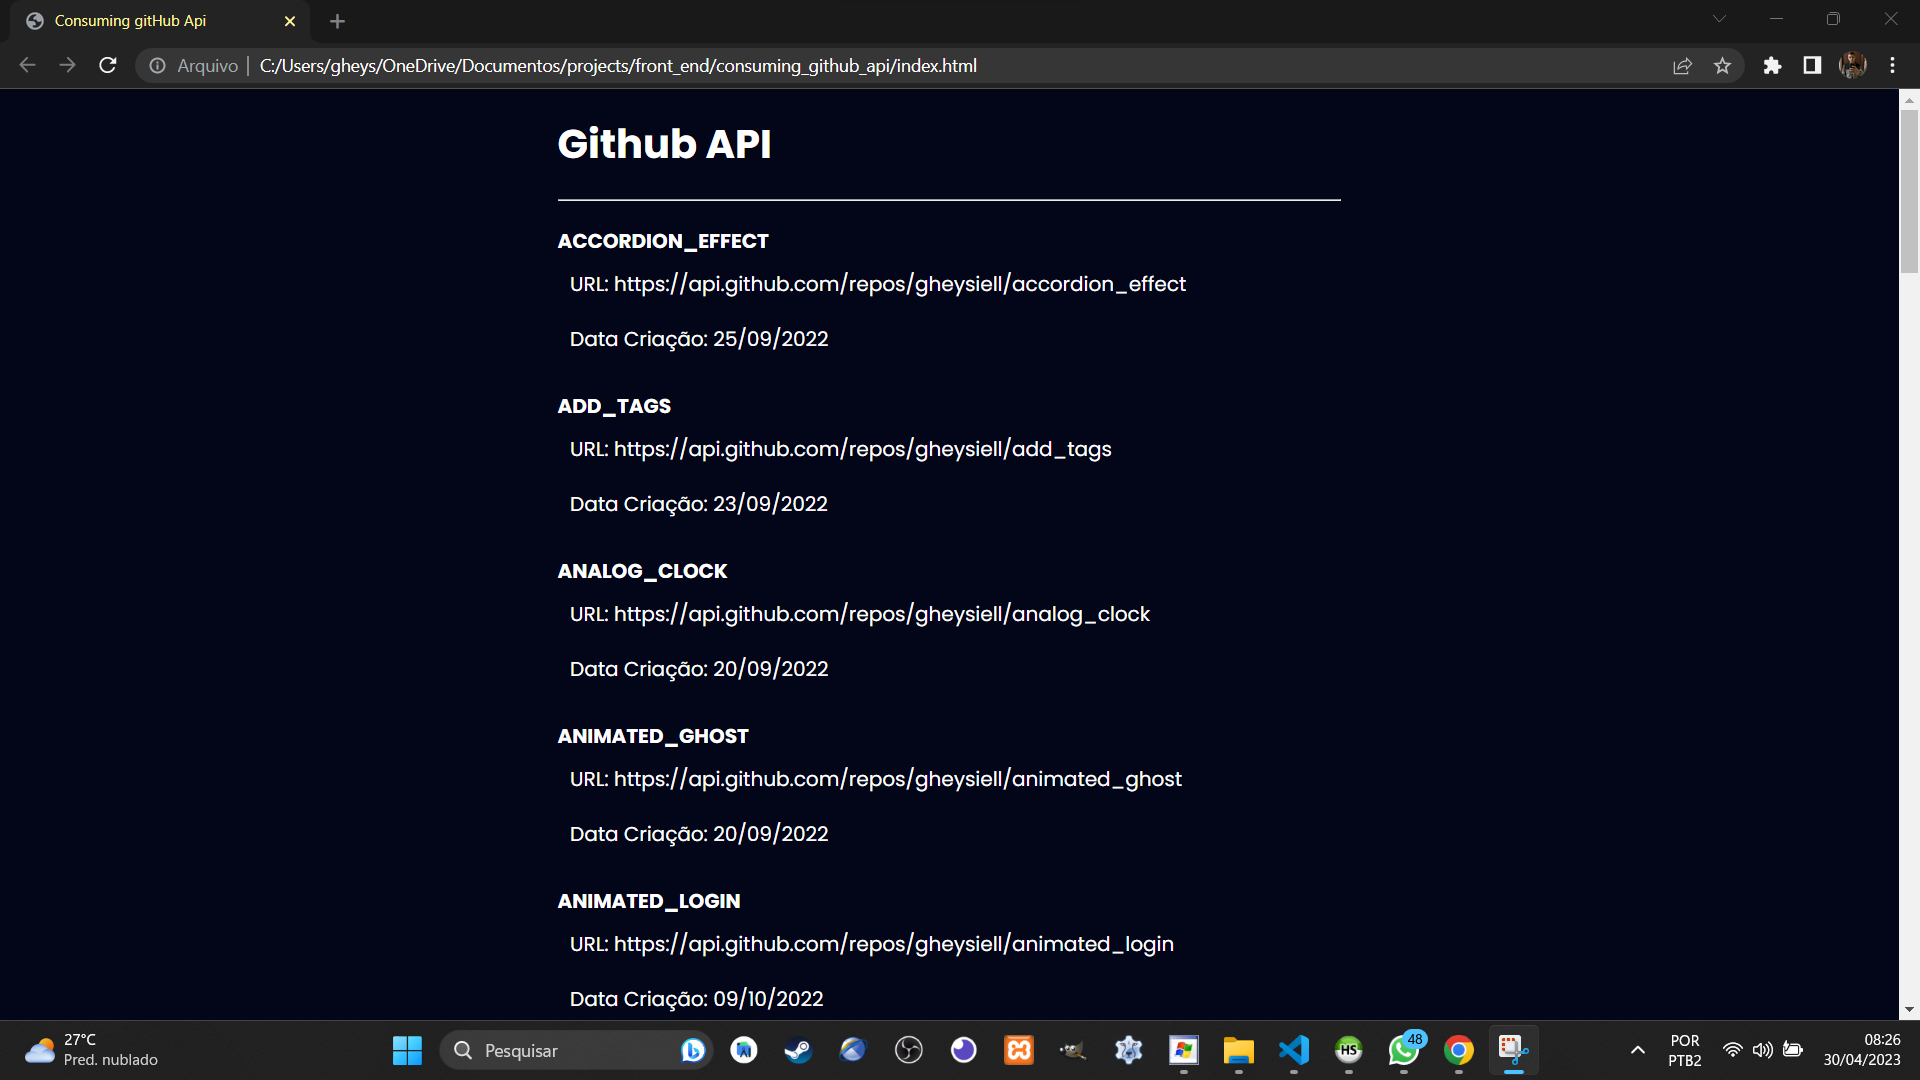 Consuming gitHub Api
Arquivo
C:/Users/gheys/OneDrive/Documentos/projects/front_end/consuming_github_api/index.html
Github API
ACCORDION_EFFECT
URL: https://api.github.com/repos/gheysiell/accordion_effect
Data Criação: 25/09/2022
ADD_TAGS
URL: https://api.github.com/repos/gheysiell/add_tags
Data Criação: 23/09/2022
ANALOG_CLOCK
URL: https://api.github.com/repos/gheysiell/analog_clock
Data Criação: 20/09/2022
ANIMATED_GHOST
URL: https://api.github.com/repos/gheysiell/animated_ghost
Data Criação: 20/09/2022
ANIMATED_LOGIN
URL: https://api.github.com/repos/gheysiell/animated_login
Data Criação: 09/10/2022
27°C
Pred. nublado
Pesquisar
HS
48
POR
PTB2
08:26
30/04/2023